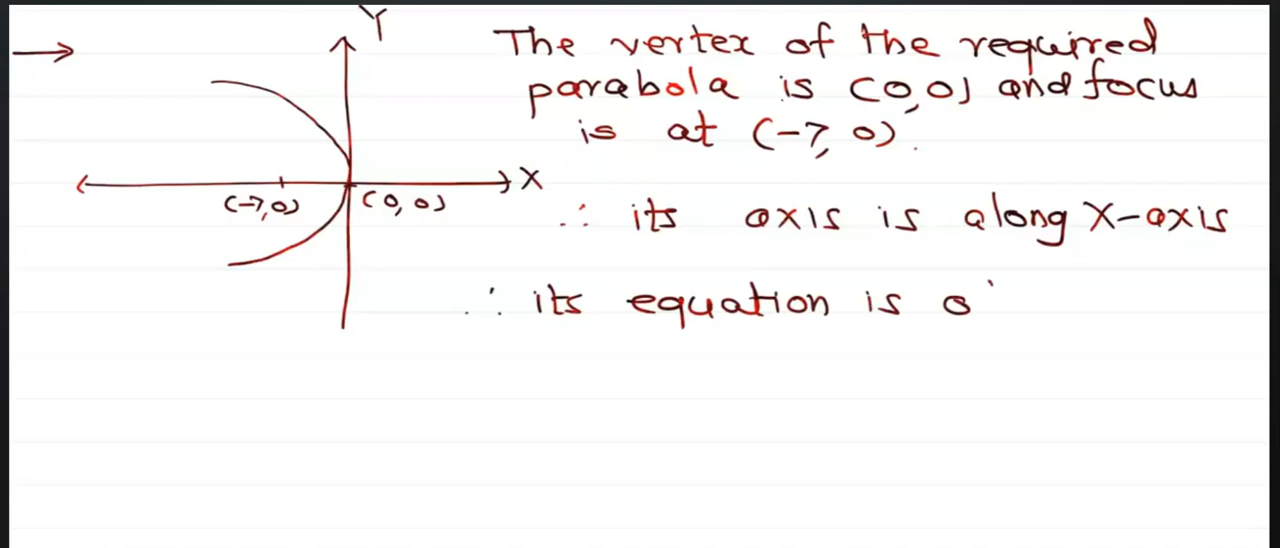 Y
The vertex of the required
parabola is (0,0) and focus
is at (-7, 0).
X
(-7,0)
(0,0)
∴ its axis is along X-axis
∴ its equation is o